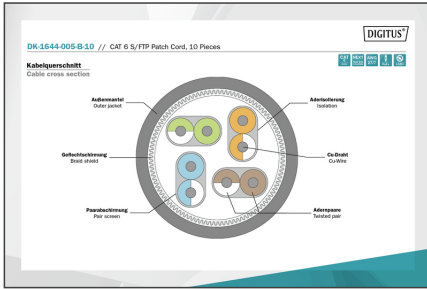 DIGITUS®
DK-1644-005-B-10 // CAT 6 S/FTP Patch Cord, 10 Pieces
Kabelquerschnitt
Cable cross section
Außenmantel
Outer jacket
Aderisolierung
Isolation
Geflechtschirmung
Braid shield
Cu-Draht
Cu-Wire
Paarabschirmung
Pair screen
Aderspaare
Twisted pair